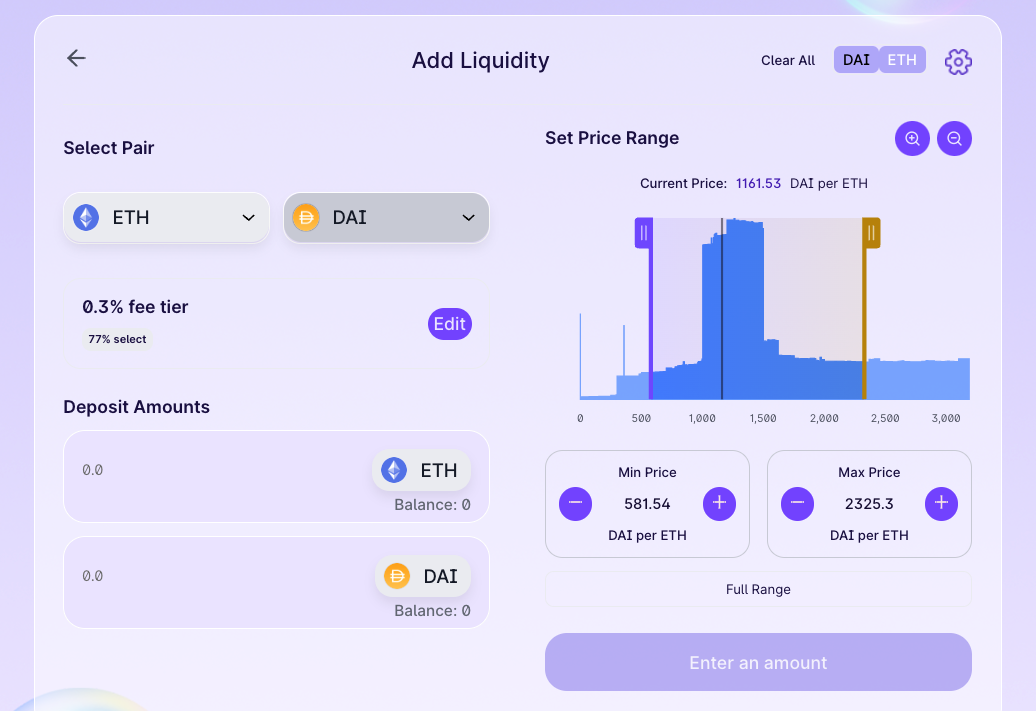 Add Liquidity
Clear All
DAI ETH
Select Pair
ETH
DAI
0.3% fee tier
77% select
Edit
Deposit Amounts
0.0
ETH
Balance: 0
0.0
DAI
Balance: 0
Set Price Range
Current Price: 1161.53 DAI per ETH
0 500 1,000 1,500 2,000 2,500 3,000
Min Price
581.54
DAI per ETH
Max Price
2325.3
DAI per ETH
Full Range
Enter an amount